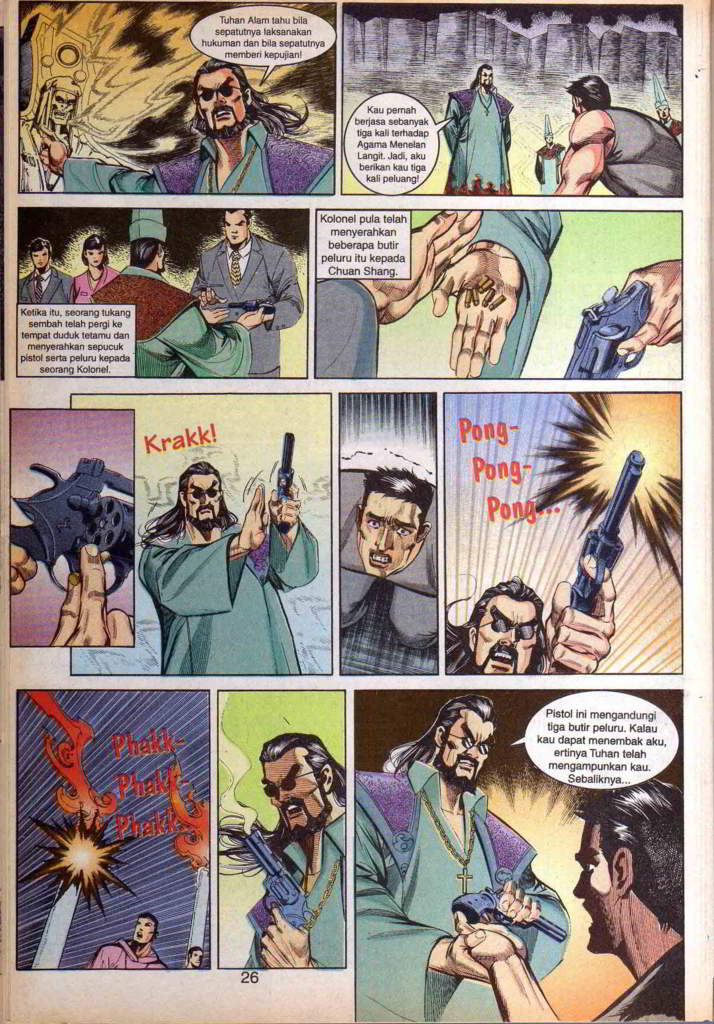 Tuhan Alam tahu bila
sepatutnya laksanakan
hukuman dan bila sepatutnya
memberi kepujian!
Kau pernah
berjasa sebanyak
tiga kali terhadap
Agama Menelan
Langit. Jadi, aku
berikan kau tiga
kali peluang!
Ketika itu, seorang tukang
sembah telah pergi ke
tempat duduk tetamu dan
menyerahkan sepucuk
pistol serta peluru kepada
seorang Kolonel.
Kolonel pula telah
menyerahkan
beberapa butir
peluru itu kepada
Chuan Shang.
Krakk!
Pong-
Pong-
Pong...
Phakk-
Phakk-
Phakk...
Pistol ini mengandungi
tiga butir peluru. Kalau
kau dapat menembak aku,
ertinya Tuhan telah
mengampunkan kau.
Sebaliknya...
26